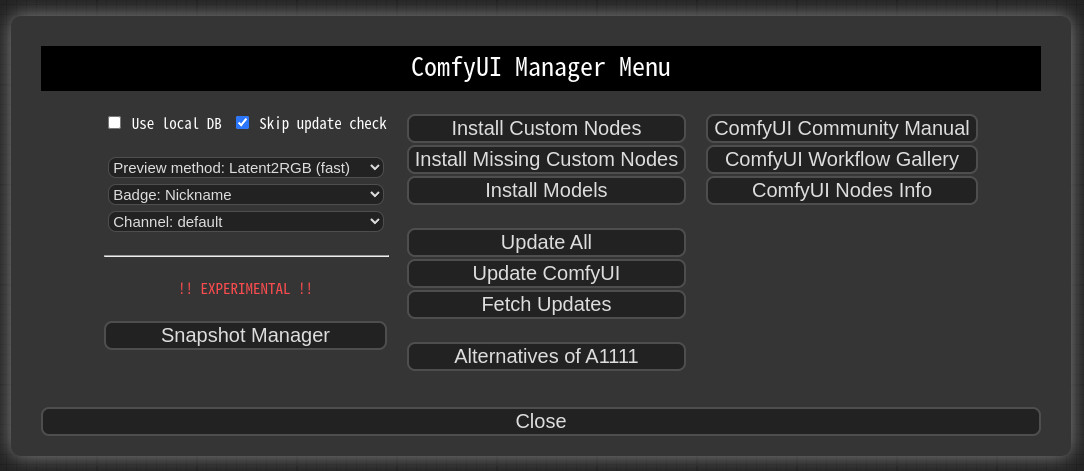 ComfyUI Manager Menu
Use local DB Skip update check
Preview method: Latent2RGB (fast)
Badge: Nickname
Channel: default
!! EXPERIMENTAL !!
Snapshot Manager
Install Custom Nodes
Install Missing Custom Nodes
Install Models
Update All
Update ComfyUI
Fetch Updates
Alternatives of A1111
ComfyUI Community Manual
ComfyUI Workflow Gallery
ComfyUI Nodes Info
Close